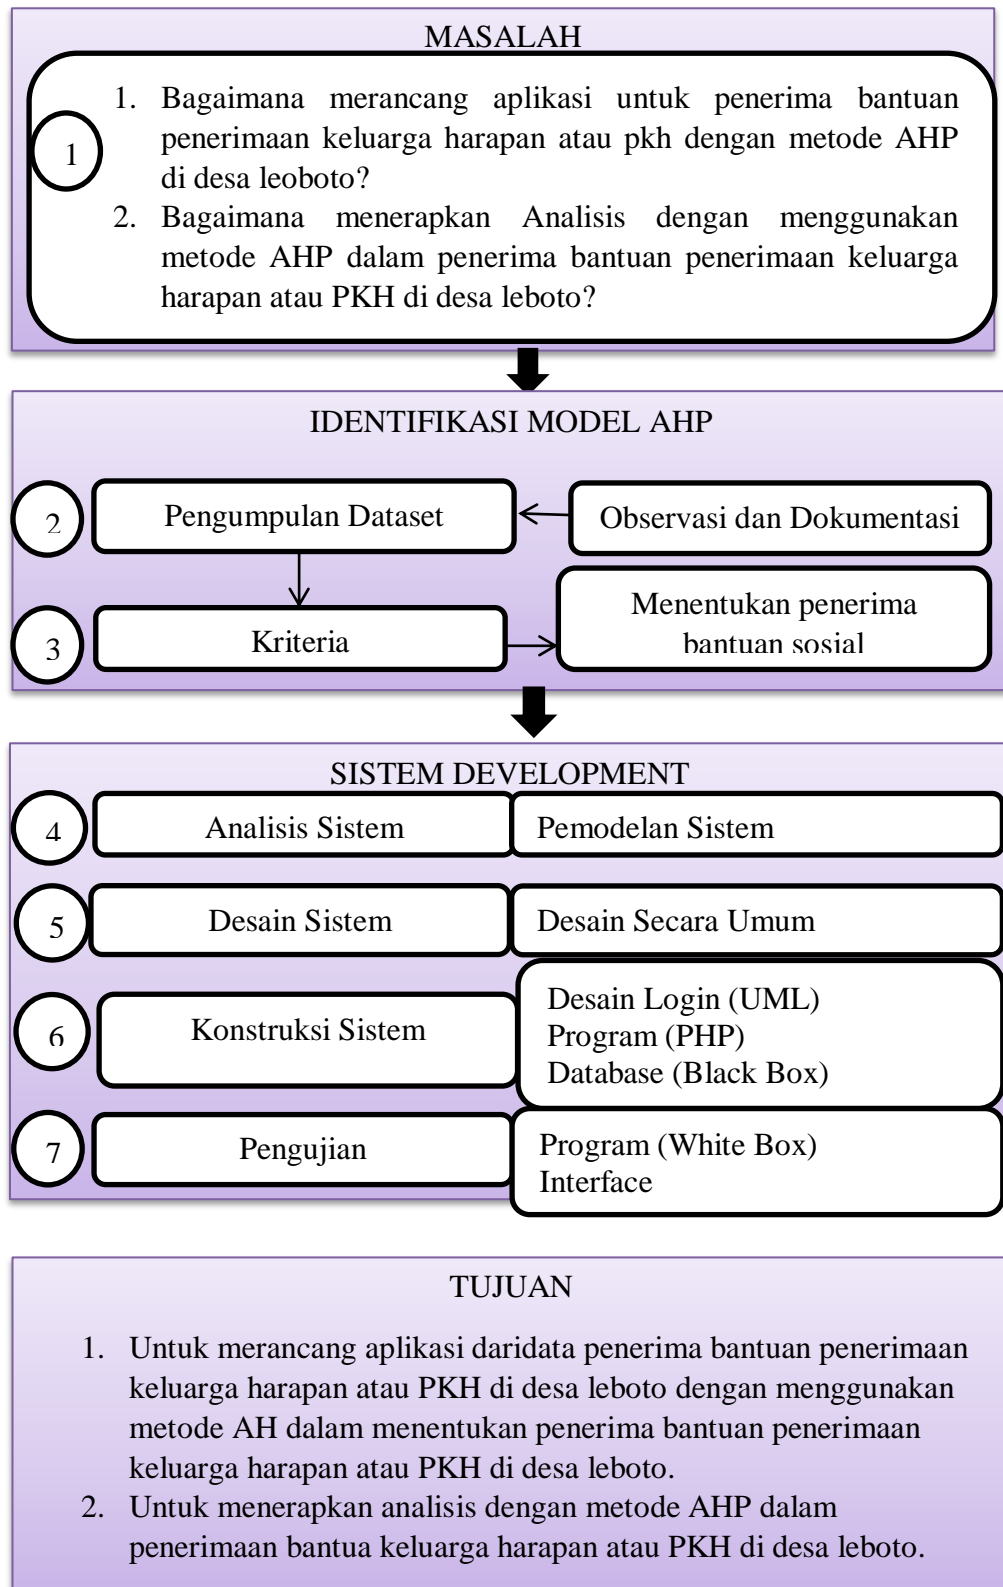 MASALAH
1
1. Bagaimana merancang aplikasi untuk penerima bantuan
penerimaan keluarga harapan atau pkh dengan metode AHP
di desa leoboto?
2. Bagaimana menerapkan Analisis dengan menggunakan
metode AHP dalam penerima bantuan penerimaan keluarga
harapan atau PKH di desa leboto?
IDENTIFIKASI MODEL AHP
2
Pengumpulan Dataset
Observasi dan Dokumentasi
3
Kriteria
Menentukan penerima
bantuan sosial
SISTEM DEVELOPMENT
4
Analisis Sistem
Pemodelan Sistem
5
Desain Sistem
Desain Secara Umum
6
Konstruksi Sistem
Desain Login (UML)
Program (PHP)
Database (Black Box)
7
Pengujian
Program (White Box)
Interface
TUJUAN
1. Untuk merancang aplikasi daridata penerima bantuan penerimaan
keluarga harapan atau PKH di desa leboto dengan menggunakan
metode AH dalam menentukan penerima bantuan penerimaan
keluarga harapan atau PKH di desa leboto.
2. Untuk menerapkan analisis dengan metode AHP dalam
penerimaan bantua keluarga harapan atau PKH di desa leboto.